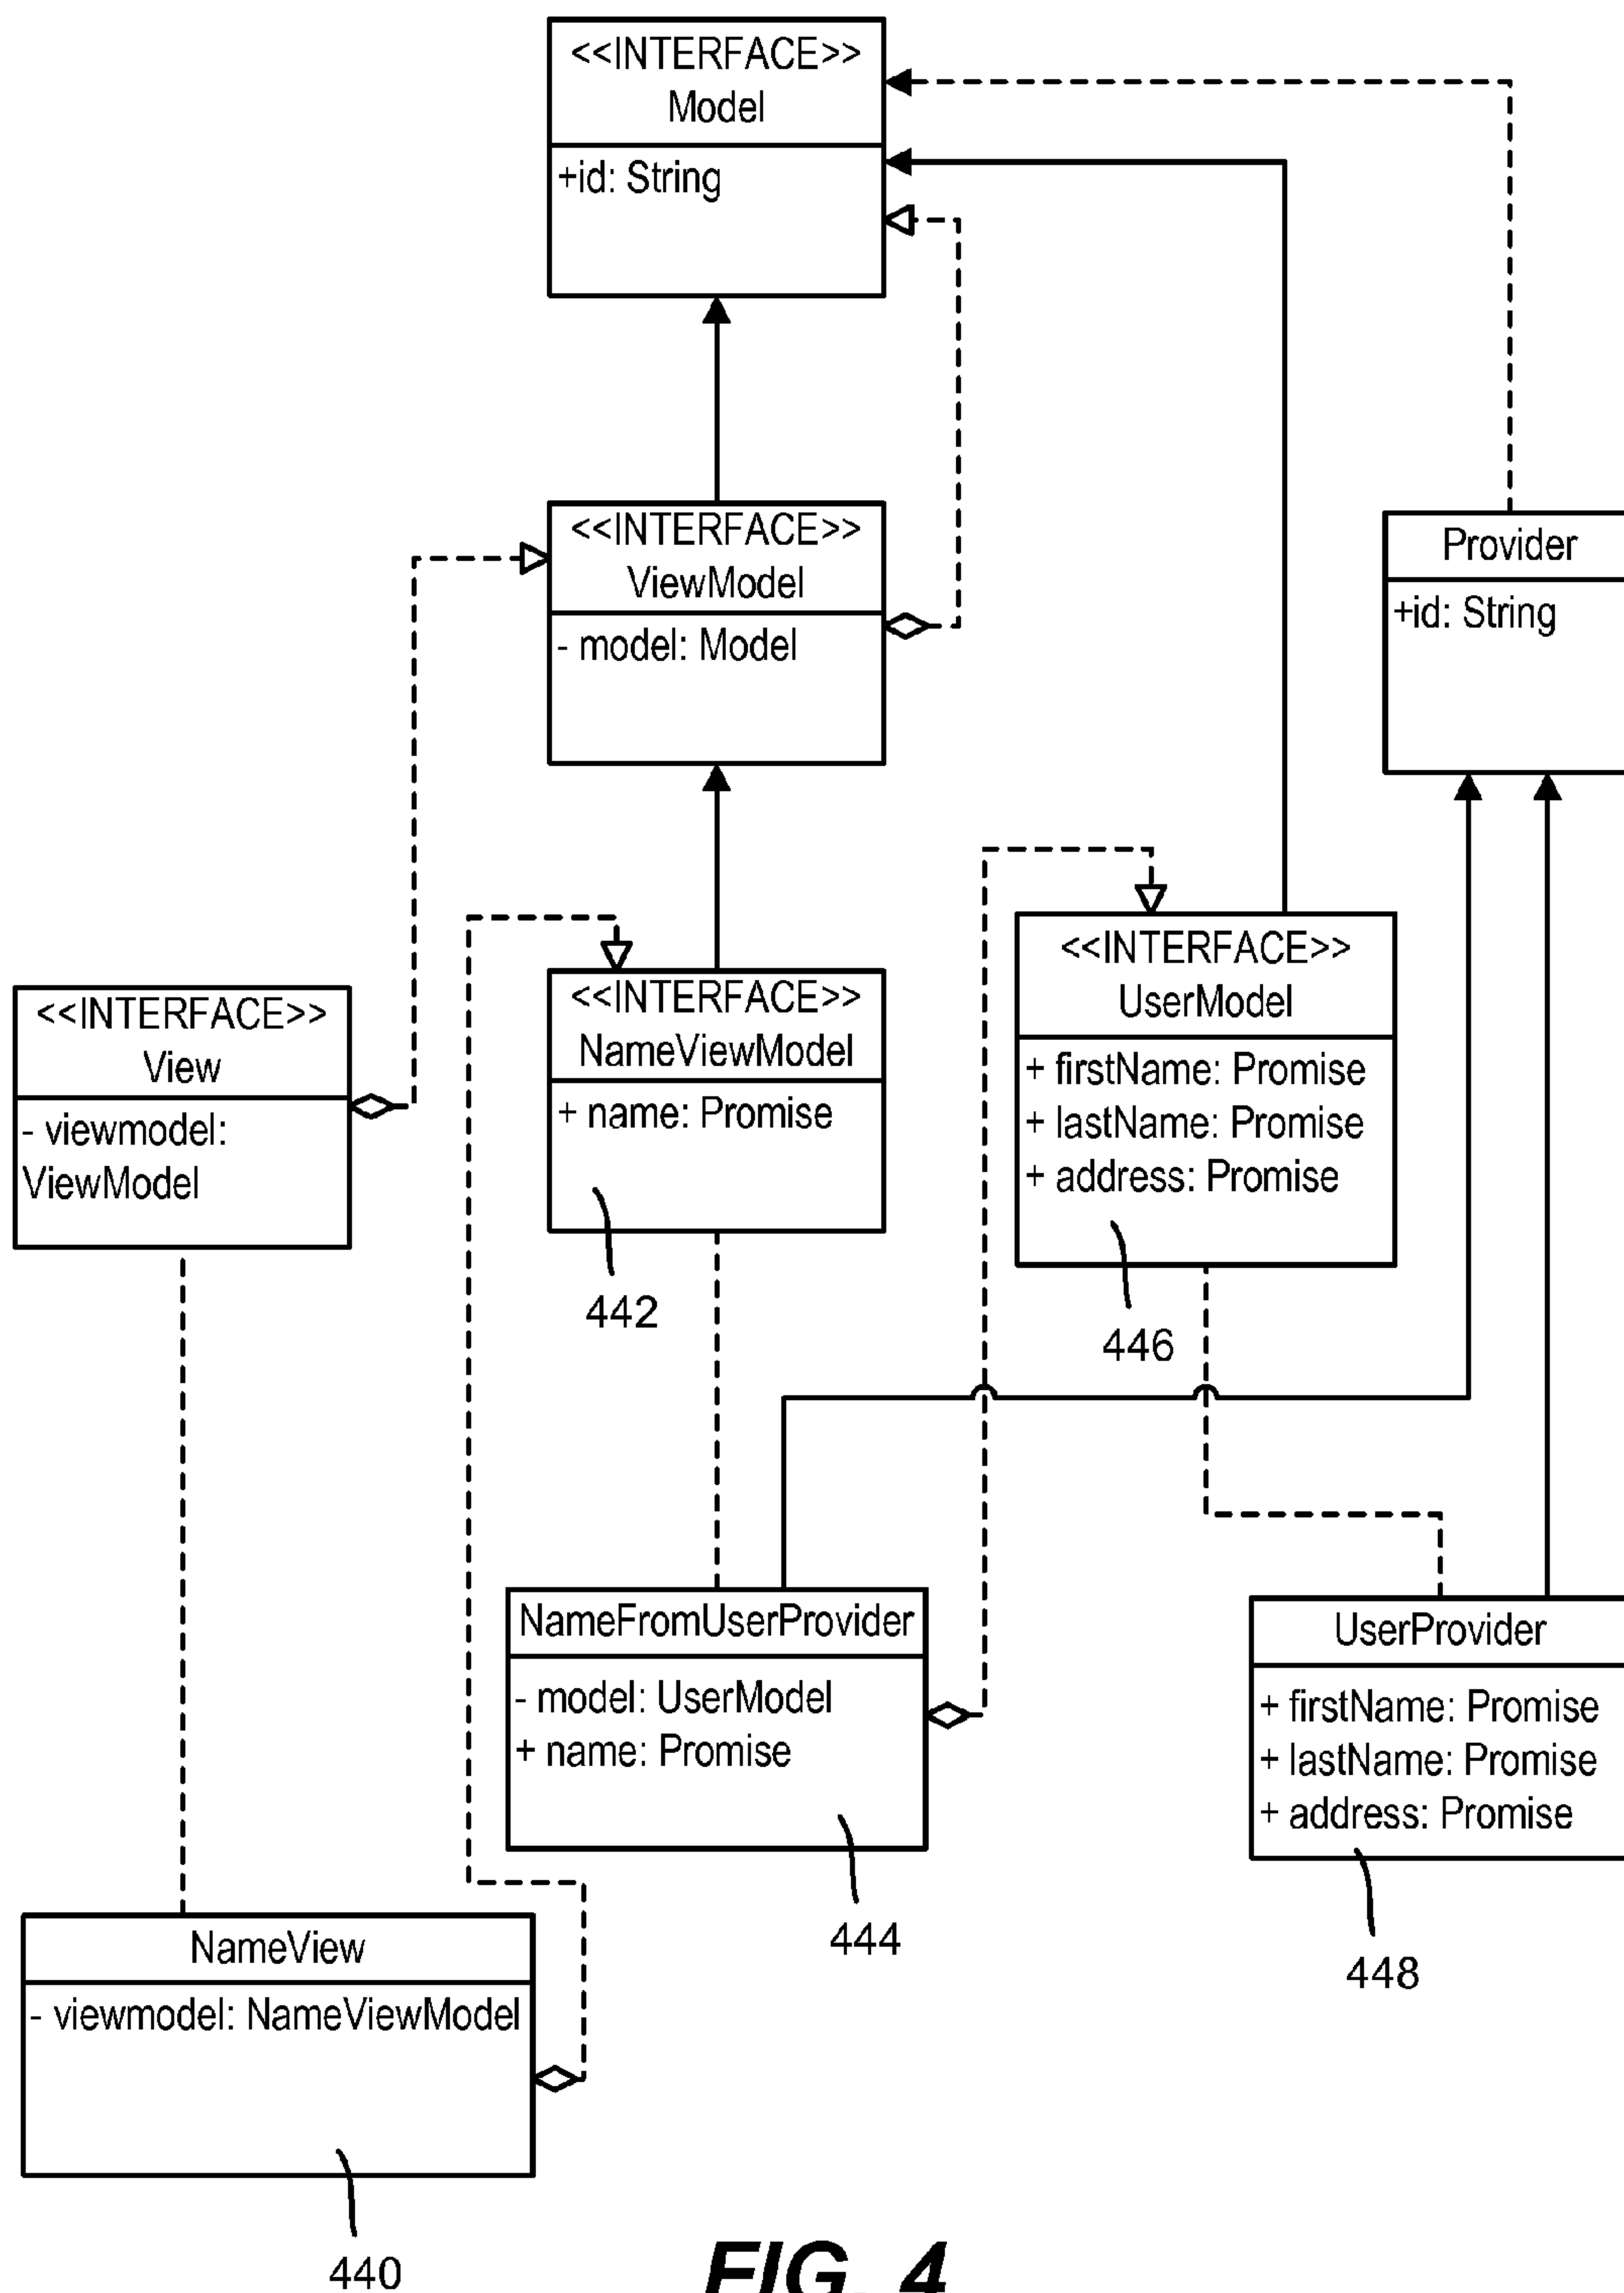 <<INTERFACE>>
Model
+id: String
<<INTERFACE>>
ViewModel
- model: Model
Provider
+id: String
<<INTERFACE>>
View
- viewmodel:
ViewModel
<<INTERFACE>>
NameViewModel
+ name: Promise
442
<<INTERFACE>>
UserModel
+ firstName: Promise
+ lastName: Promise
+ address: Promise
446
NameFromUserProvider
- model: UserModel
+ name: Promise
444
UserProvider
+ firstName: Promise
+ lastName: Promise
+ address: Promise
448
NameView
- viewmodel: NameViewModel
440
FIG. 4